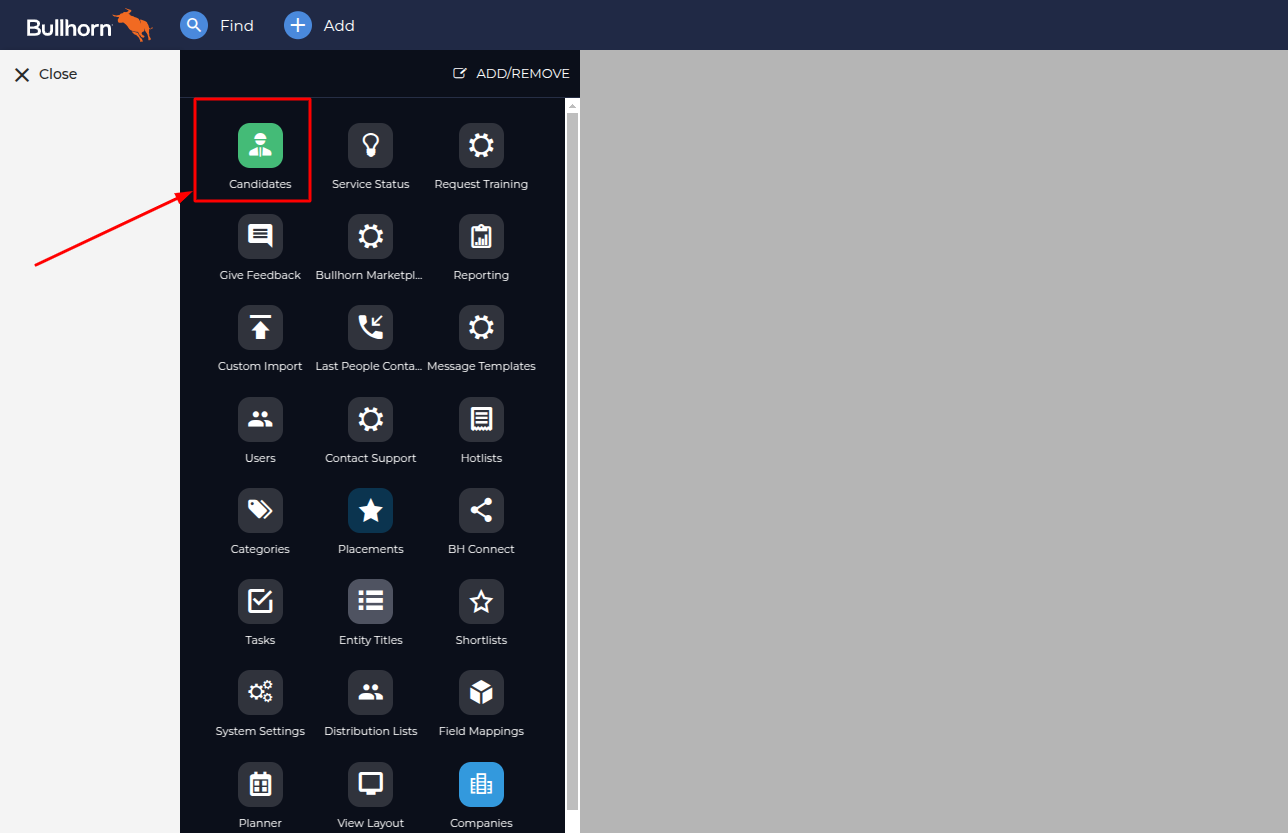 Bullhorn Find Add
Close
ADD/REMOVE
Candidates Service Status Request Training
Give Feedback Bullhorn Marketpl... Reporting
Custom Import Last People Conta... Message Templates
Users Contact Support Hotlists
Categories Placements BH Connect
Tasks Entity Titles Shortlists
System Settings Distribution Lists Field Mappings
Planner View Layout Companies